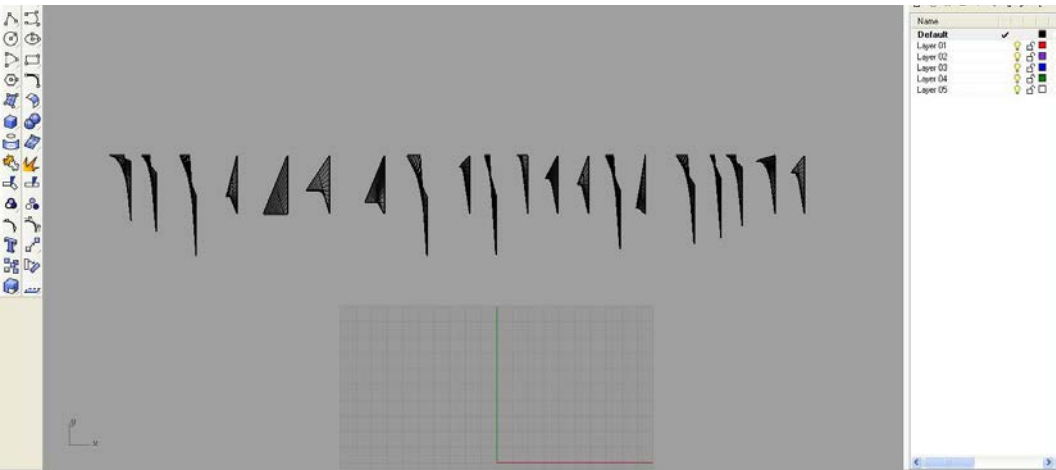 Name
Default
Layer 01
Layer 02
Layer 03
Layer 04
Layer 05
y
x